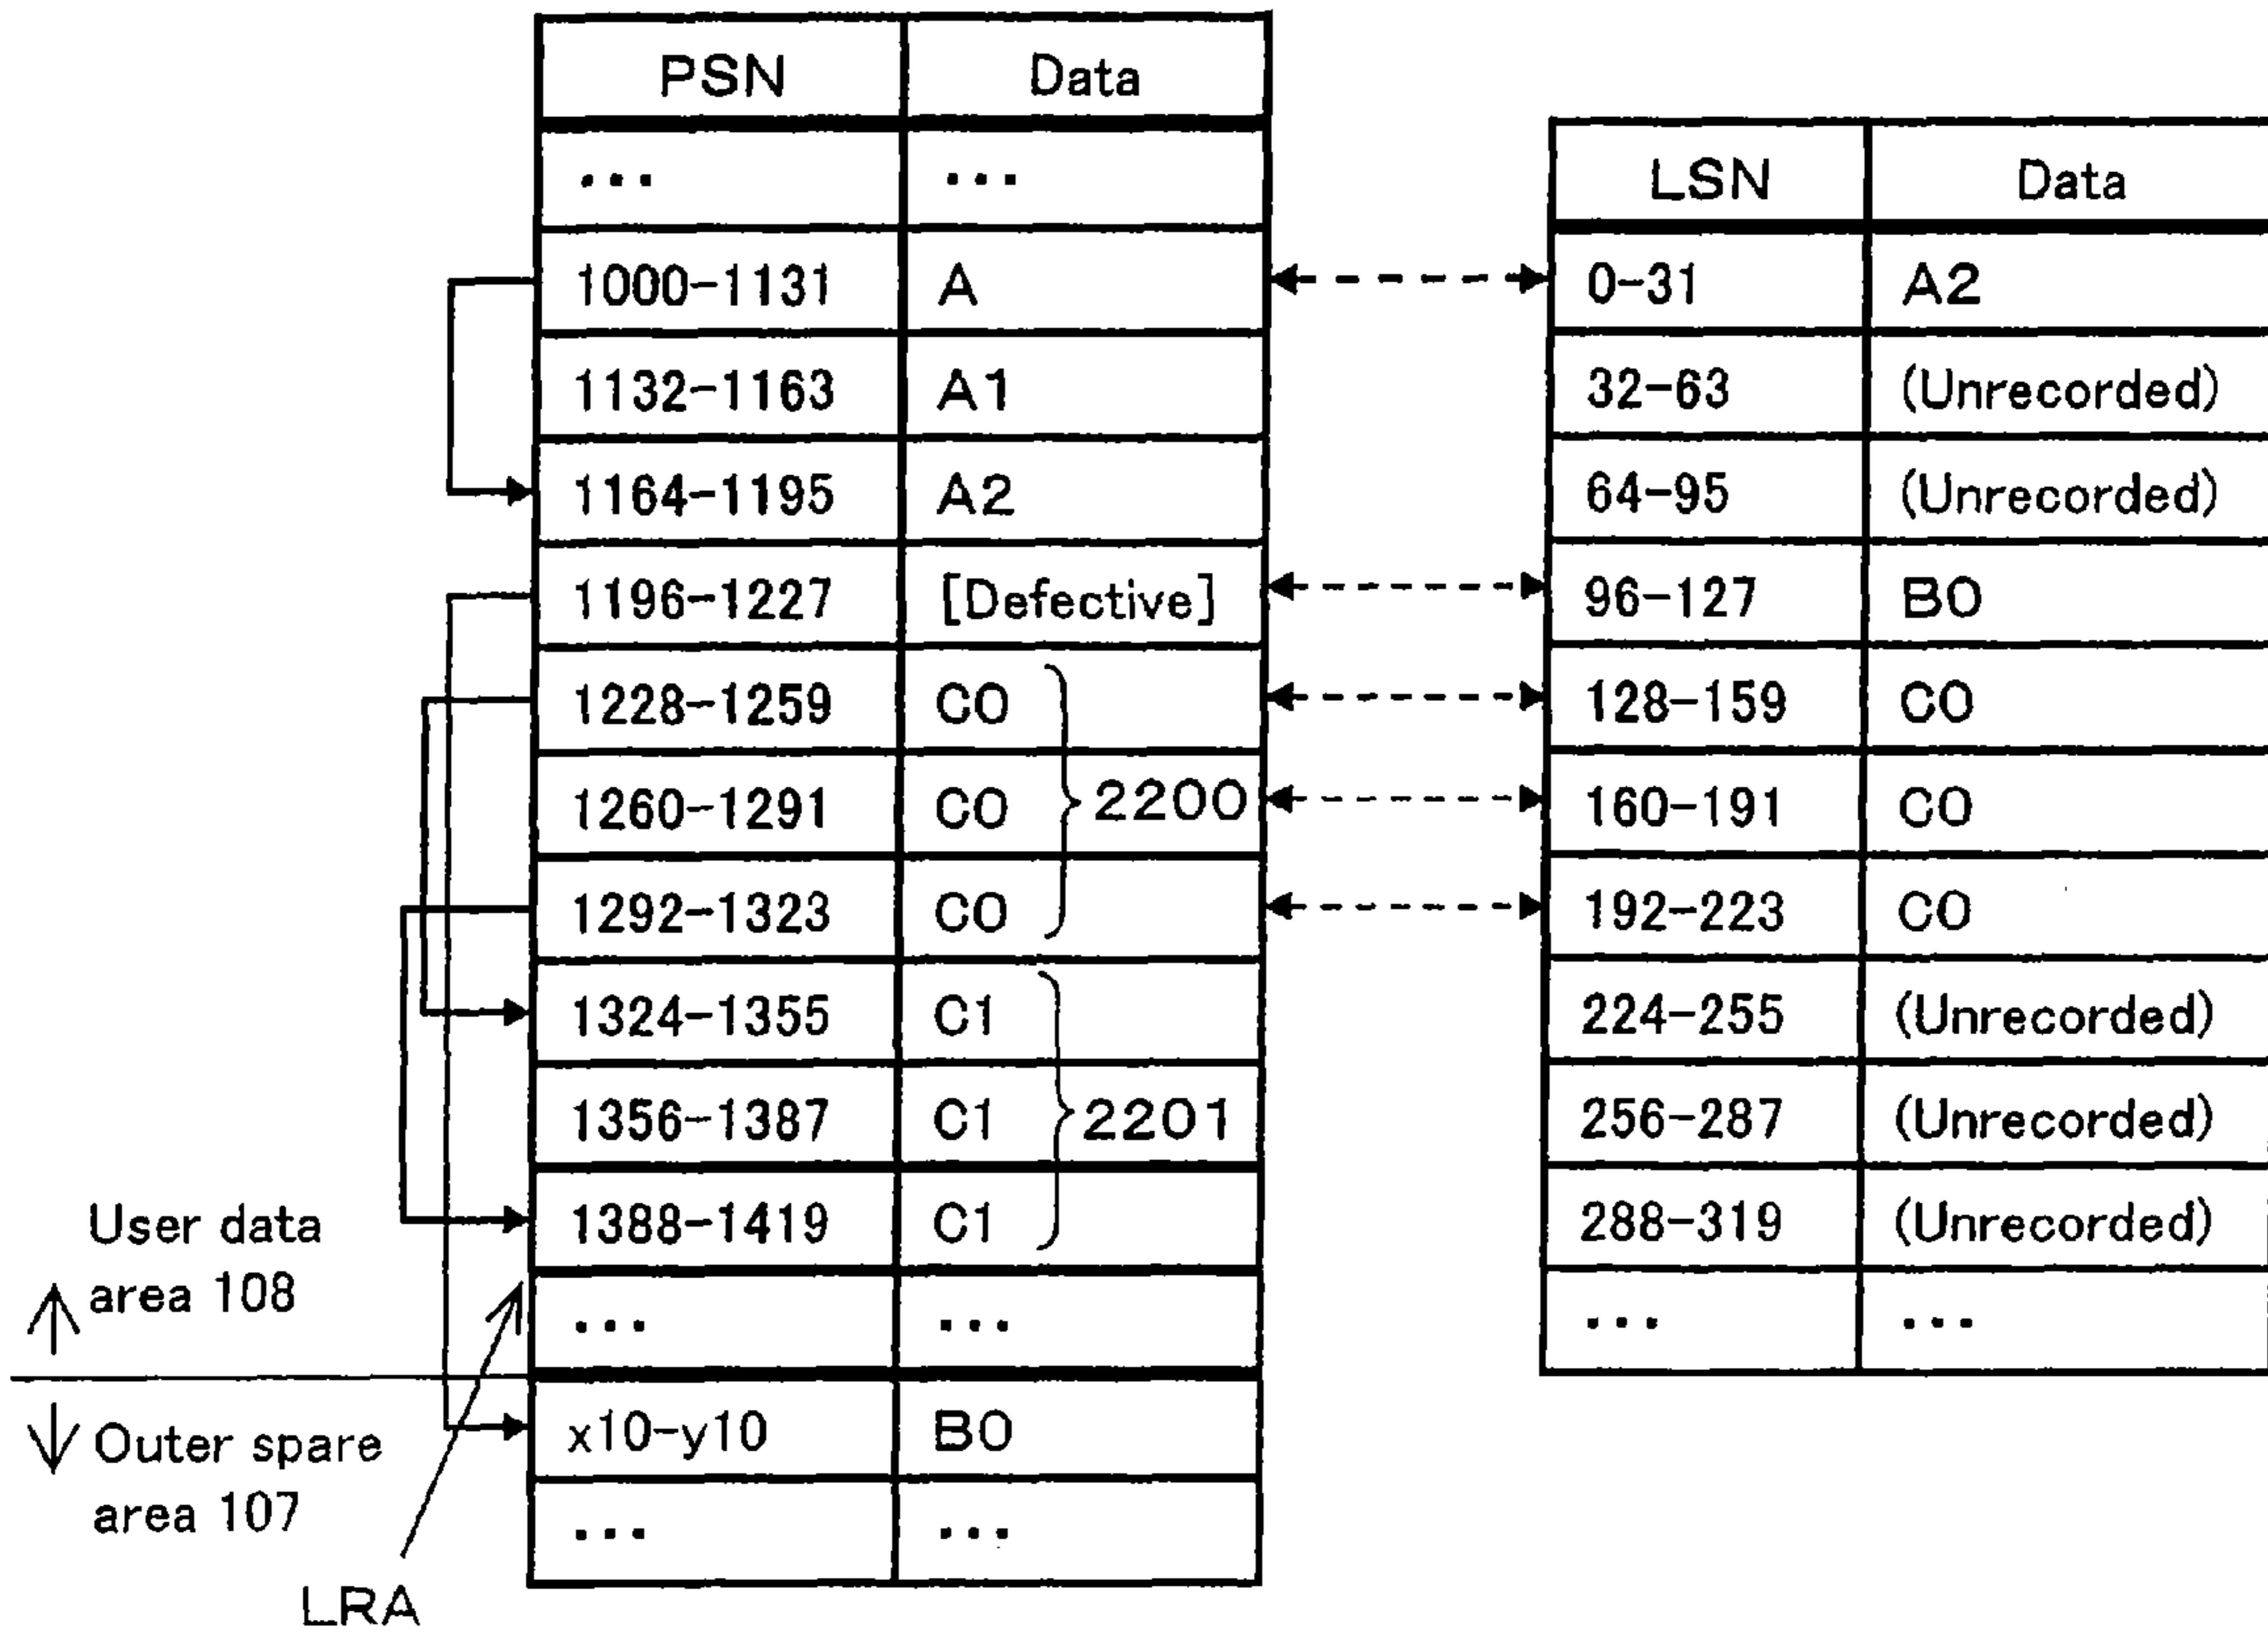 PSN Data
... ...
1000-1131 A
1132-1163 A1
1164-1195 A2
1196-1227 [Defective]
1228-1259 C0
1260-1291 C0 2200
1292-1323 C0
1324-1355 C1
1356-1387 C1 2201
1388-1419 C1
... ...
x10-y10 B0
... ...
LSN Data
0-31 A2
32-63 (Unrecorded)
64-95 (Unrecorded)
96-127 B0
128-159 C0
160-191 C0
192-223 C0
224-255 (Unrecorded)
256-287 (Unrecorded)
288-319 (Unrecorded)
... ...
User data
area 108
Outer spare
area 107
LRA